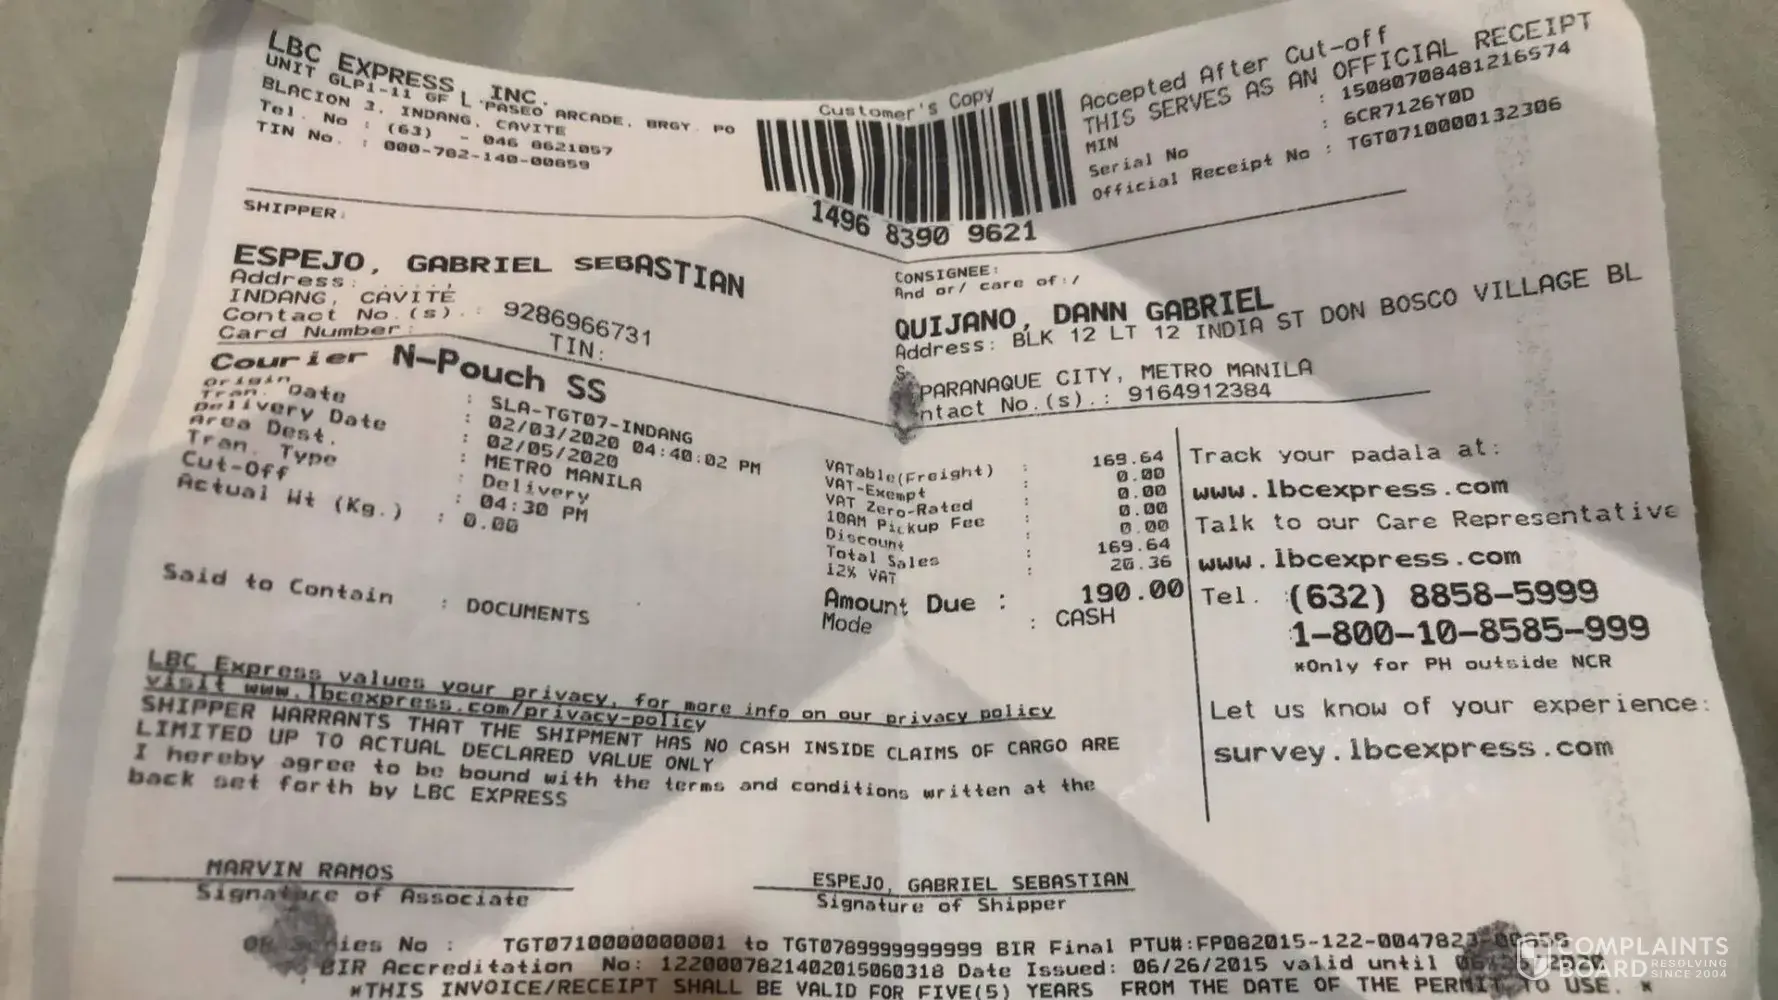 LBC EXPRESS, INC.
UNIT GLP1-11 GF L'PASEO ARCADE, BRGY. PO
BLACION 3, INDANG, CAVITE
Tel. No : (63) - 046 8621057
TIN No. : 000-782-140-00859
Customer's Copy
1496 8390 9621
Accepted After Cut-off
THIS SERVES AS AN OFFICIAL RECEIPT
MIN : 15080708481216574
Serial No : 6CR7126Y0D
Official Receipt No : TGT0710000132306
SHIPPER:
ESPEJO, GABRIEL SEBASTIAN
Address: . . . . , ,
INDANG, CAVITE
Contact No.(s).: 9286966731
Card Number: TIN:
CONSIGNEE:
And or/ care of:/
QUIJANO, DANN GABRIEL
Address: BLK 12 LT 12 INDIA ST DON BOSCO VILLAGE BL
S
PARANAQUE CITY, METRO MANILA
ntact No.(s).: 9164912384
Courier N-Pouch SS
Origin : SLA-TGT07-INDANG
Tran. Date : 02/03/2020 04:40:02 PM
Delivery Date : 02/05/2020
Area Dest. : METRO MANILA
Tran. Type : Delivery
Cut-Off : 04:30 PM
Actual Wt (Kg.) : 0.00
Said to Contain : DOCUMENTS
VATable(Freight) : 169.64
VAT-Exempt : 0.00
VAT Zero-Rated : 0.00
10AM Pickup Fee : 0.00
Discount : 0.00
Total Sales : 169.64
12% VAT : 20.36
Amount Due : 190.00
Mode : CASH
Track your padala at:
www.lbcexpress.com
Talk to our Care Representative
www.lbcexpress.com
Tel. :(632) 8858-5999
:1-800-10-8585-999
*Only for PH outside NCR
Let us know of your experience:
survey.lbcexpress.com
LBC Express values your privacy, for more info on our privacy policy
visit www.lbcexpress.com/privacy-policy
SHIPPER WARRANTS THAT THE SHIPMENT HAS NO CASH INSIDE CLAIMS OF CARGO ARE
LIMITED UP TO ACTUAL DECLARED VALUE ONLY
I hereby agree to be bound with the terms and conditions written at the
back set forth by LBC EXPRESS
MARVIN RAMOS
Signature of Associate
ESPEJO, GABRIEL SEBASTIAN
Signature of Shipper
OR Series No : TGT0710000000001 to TGT0789999999999 BIR Final PTU#:FP082015-122-0047823-
BIR Accreditation No: 12200078214020150​60318 Date Issued: 06/26/2015 valid until
*THIS INVOICE/RECEIPT SHALL BE VALID FOR FIVE(5) YEARS FROM THE DATE OF THE PERMIT TO USE. *
COMPLAINTS
BOARD RESOLVING
SINCE 2004